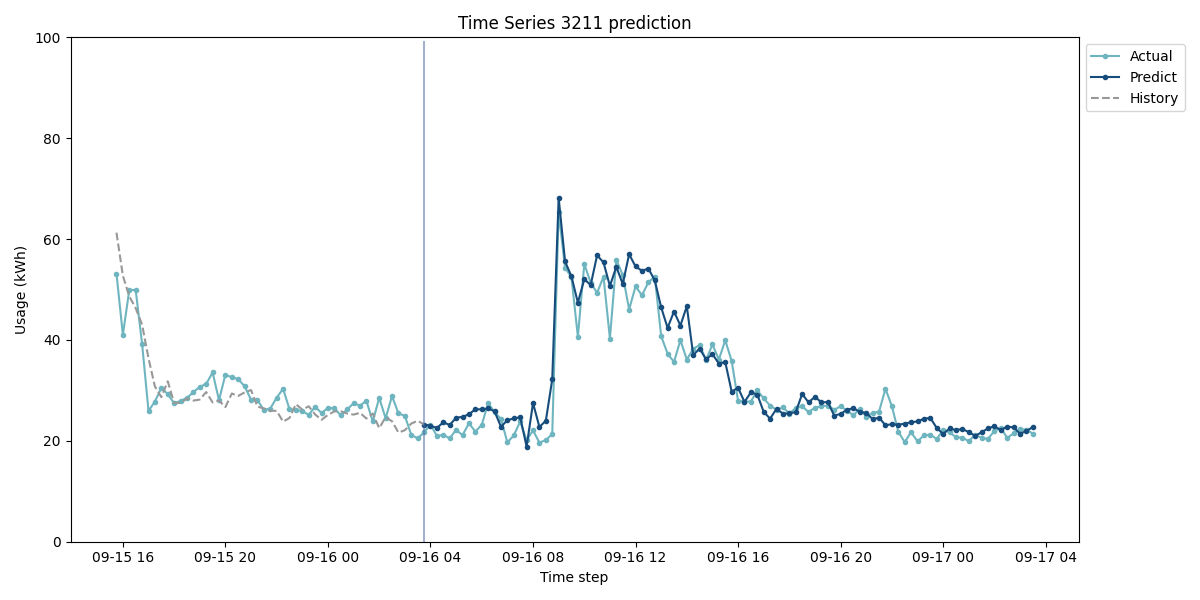 Time Series 3211 prediction
Usage (kWh)
100
80
60
40
20
0
09-15 16
09-15 20
09-16 00
09-16 04
09-16 08
09-16 12
09-16 16
09-16 20
09-17 00
09-17 04
Time step
Actual
Predict
History